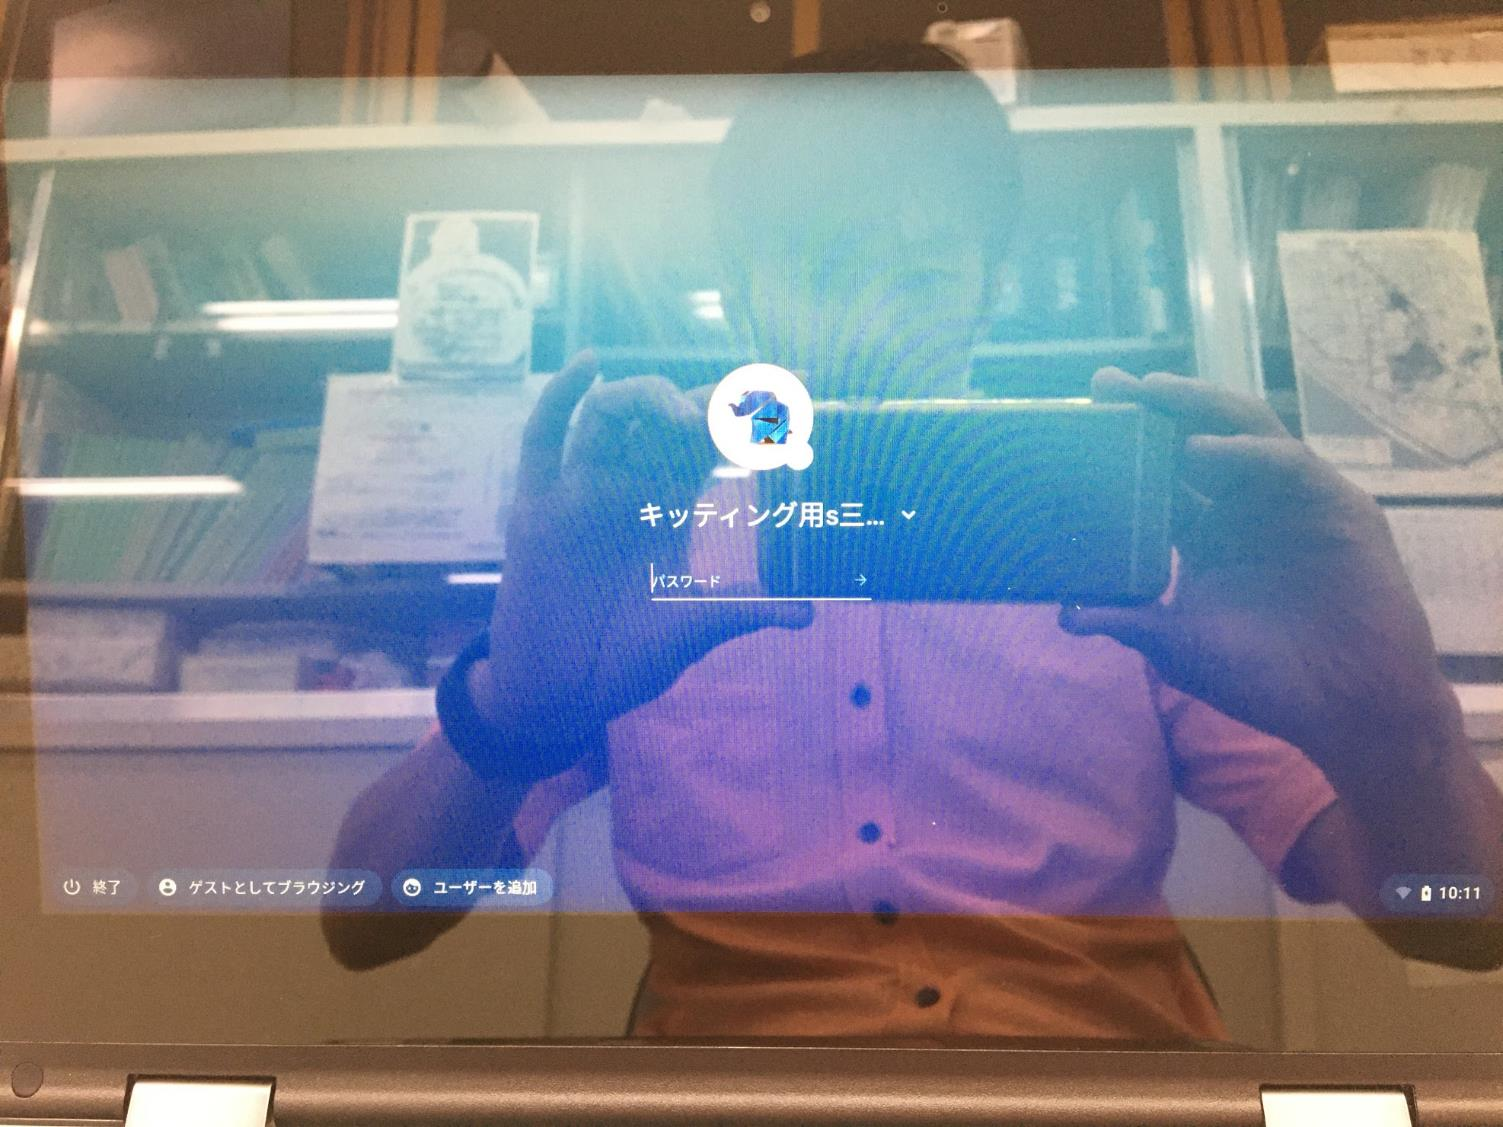 キッティング用s三...
パスワード
終了
ゲストとしてブラウジング
ユーザーを追加
10:11